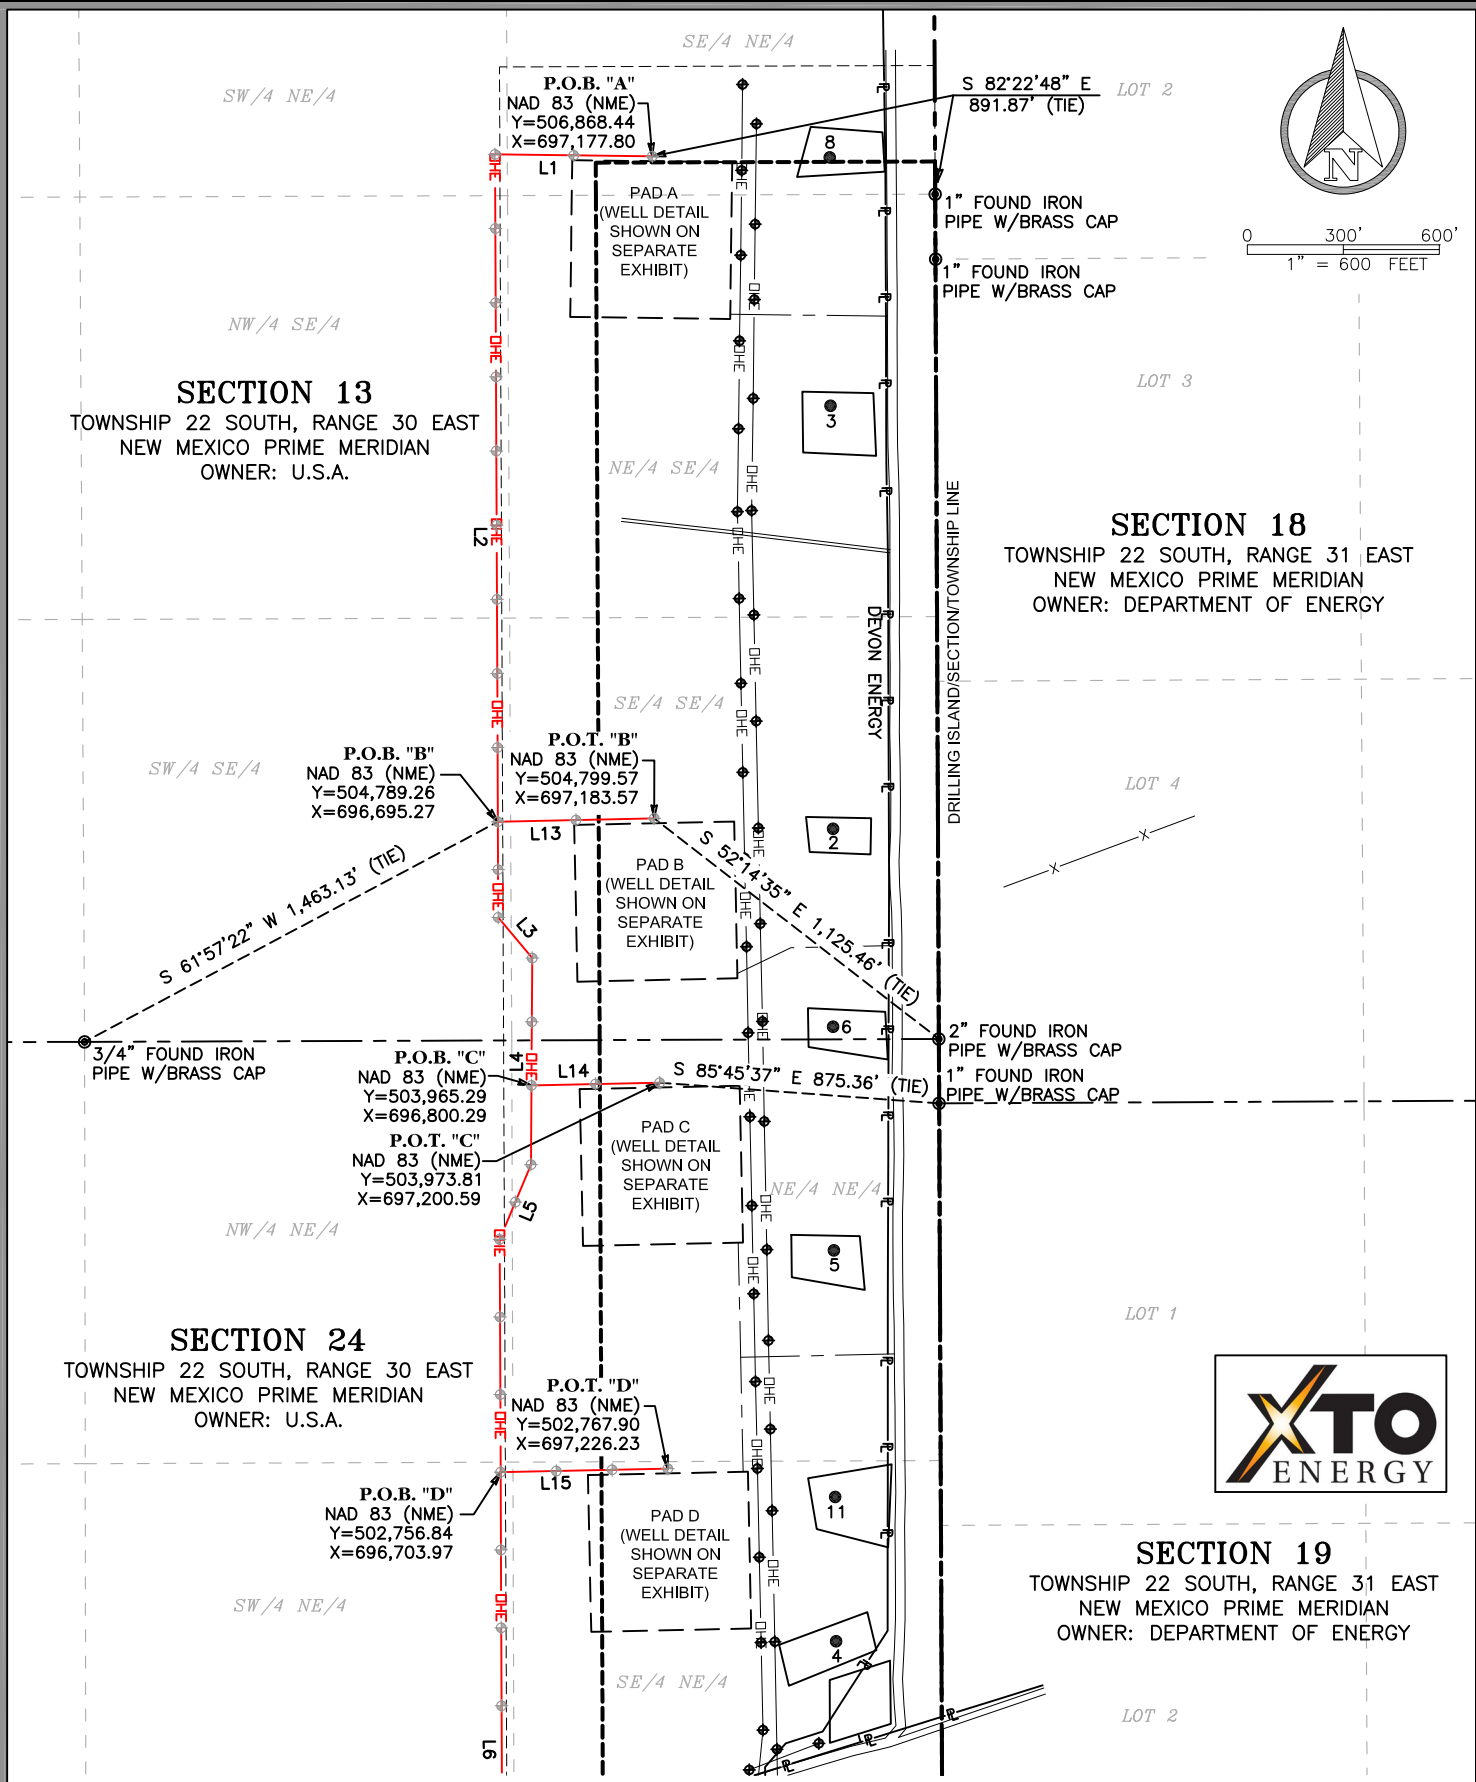 SE/4 NE/4
SW/4 NE/4
P.O.B. "A"
NAD 83 (NME)
Y=506,868.44
X=697,177.80
S 82°22'48" E
891.87' (TIE)
LOT 2
N
0 300' 600'
1" = 600 FEET
L1
8
1" FOUND IRON
PIPE W/BRASS CAP
1" FOUND IRON
PIPE W/BRASS CAP
PAD A
(WELL DETAIL
SHOWN ON
SEPARATE
EXHIBIT)
NW/4 SE/4
SECTION 13
TOWNSHIP 22 SOUTH, RANGE 30 EAST
NEW MEXICO PRIME MERIDIAN
OWNER: U.S.A.
LOT 3
3
NE/4 SE/4
L2
OHE
PL
SECTION 18
TOWNSHIP 22 SOUTH, RANGE 31 EAST
NEW MEXICO PRIME MERIDIAN
OWNER: DEPARTMENT OF ENERGY
DEVON ENERGY
DRILLING ISLAND/SECTION/TOWNSHIP LINE
SE/4 SE/4
SW/4 SE/4
P.O.B. "B"
NAD 83 (NME)
Y=504,789.26
X=696,695.27
P.O.T. "B"
NAD 83 (NME)
Y=504,799.57
X=697,183.57
LOT 4
L13
2
S 61°57'22" W 1,463.13' (TIE)
S 52°14'35" E 1,125.46' (TIE)
PAD B
(WELL DETAIL
SHOWN ON
SEPARATE
EXHIBIT)
X X
L3
6
3/4" FOUND IRON
PIPE W/BRASS CAP
2" FOUND IRON
PIPE W/BRASS CAP
P.O.B. "C"
NAD 83 (NME)
Y=503,965.29
X=696,800.29
L4
L14
S 85°45'37" E 875.36' (TIE)
1" FOUND IRON
PIPE W/BRASS CAP
P.O.T. "C"
NAD 83 (NME)
Y=503,973.81
X=697,200.59
PAD C
(WELL DETAIL
SHOWN ON
SEPARATE
EXHIBIT)
NE/4 NE/4
L5
NW/4 NE/4
5
LOT 1
SECTION 24
TOWNSHIP 22 SOUTH, RANGE 30 EAST
NEW MEXICO PRIME MERIDIAN
OWNER: U.S.A.
P.O.T. "D"
NAD 83 (NME)
Y=502,767.90
X=697,226.23
XTO
ENERGY
L15
P.O.B. "D"
NAD 83 (NME)
Y=502,756.84
X=696,703.97
11
PAD D
(WELL DETAIL
SHOWN ON
SEPARATE
EXHIBIT)
SECTION 19
TOWNSHIP 22 SOUTH, RANGE 31 EAST
NEW MEXICO PRIME MERIDIAN
OWNER: DEPARTMENT OF ENERGY
SW/4 NE/4
4
SE/4 NE/4
LOT 2
L6